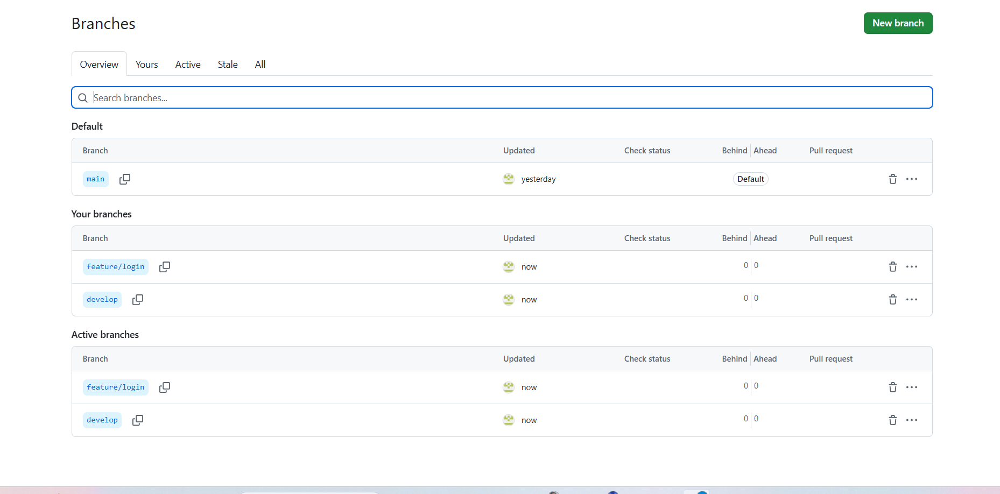 Branches
New branch
Overview Yours Active Stale All
Search branches...
Default
Branch Updated Check status Behind Ahead Pull request
main yesterday Default
Your branches
Branch Updated Check status Behind Ahead Pull request
feature/login now 0 0
develop now 0 0
Active branches
Branch Updated Check status Behind Ahead Pull request
feature/login now 0 0
develop now 0 0